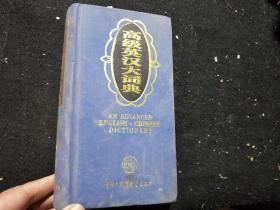 高级英汉大词典
AN ADVANCED
ENGLISH-CHINESE
DICTIONARY